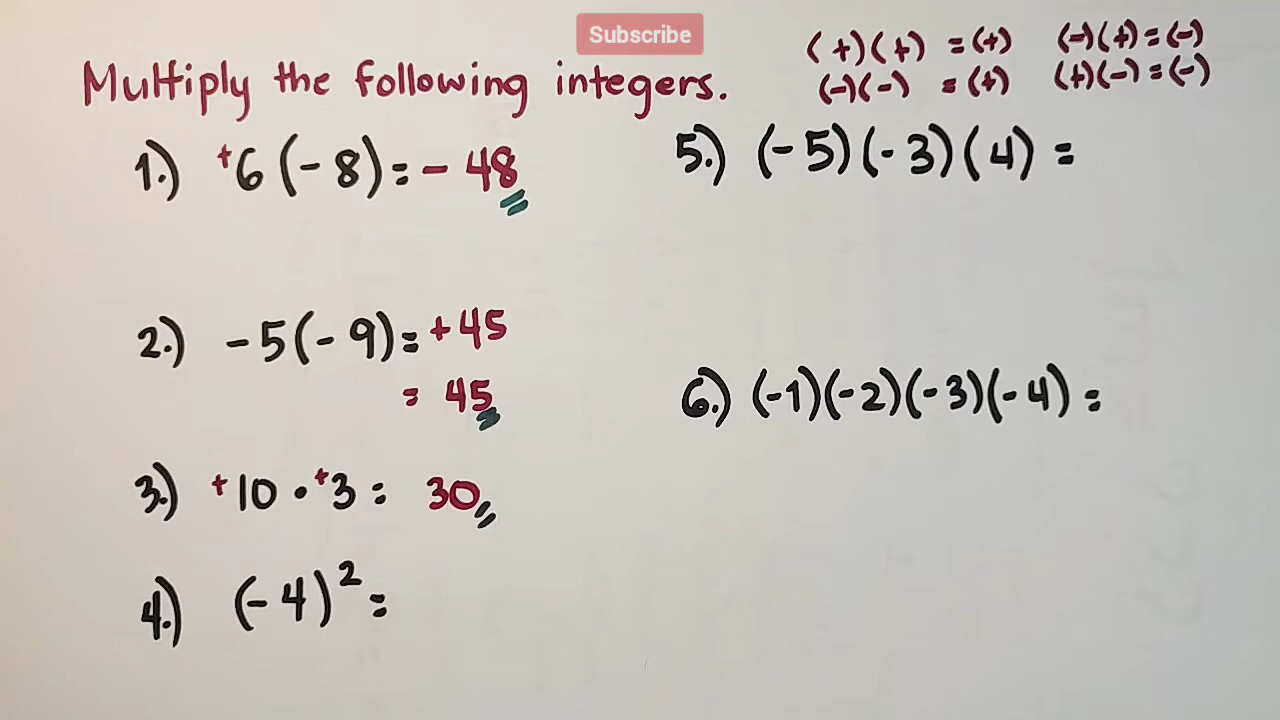 Subscribe
Multiply the following integers.
(+)(+) = (+) (-)(+) = (-)
(-)(-) = (+) (+)(-) = (-)
1.) +6 (-8) = - 48
2.) -5 (-9) = +45
= 45
3.) +10 · +3 = 30
4.) (-4)² =
5.) (-5)(-3)(4) =
6.) (-1)(-2)(-3)(-4) =